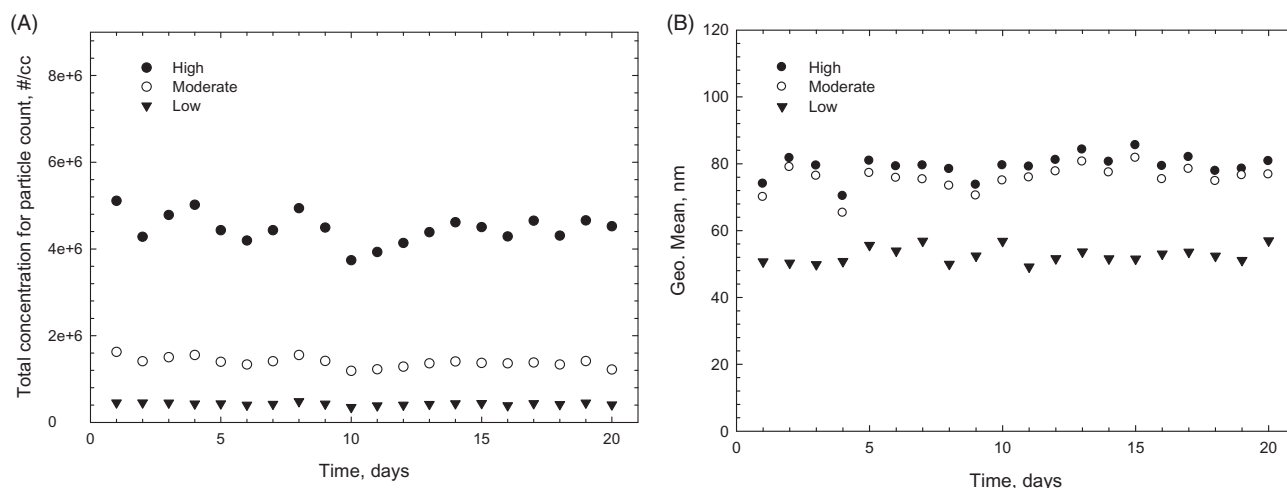 (A)
Total concentration for particle count, #/cc
8e+6
6e+6
4e+6
2e+6
0
High
Moderate
Low
0 5 10 15 20
Time, days
(B)
Geo. Mean, nm
120
100
80
60
40
20
0
High
Moderate
Low
0 5 10 15 20
Time, days